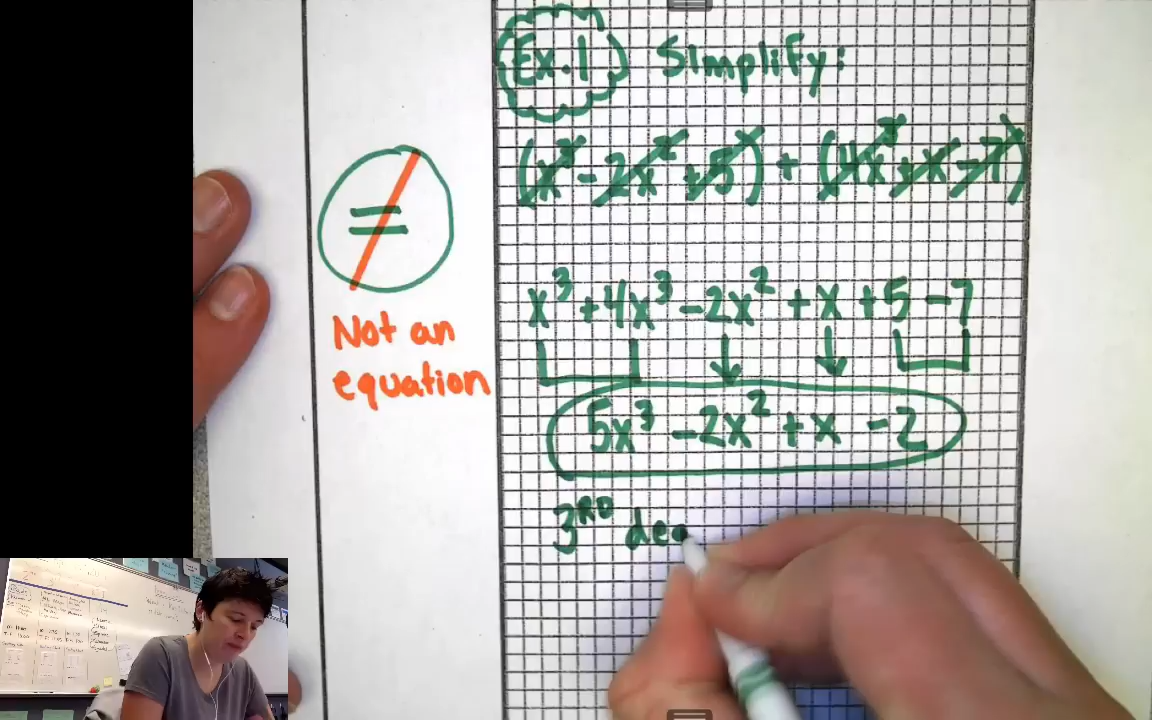 Ex. 1 Simplify:
(x³ - 2x² + 5) + (4x³ + x - 7)
=
Not an
equation
x³ + 4x³ - 2x² + x + 5 - 7
5x³ - 2x² + x - 2
3RD deg